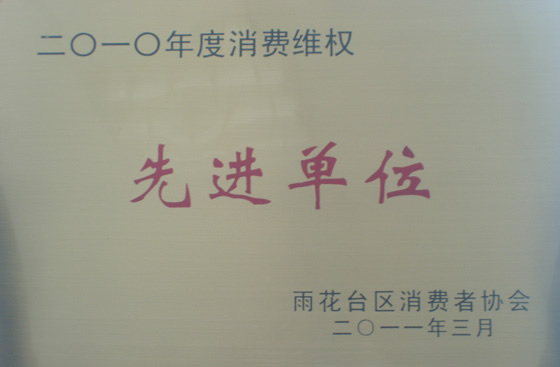 二〇一〇年度消费维权
先进单位
雨花台区消费者协会
二〇一一年三月